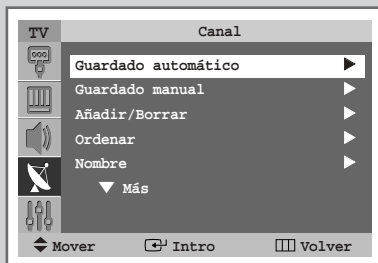 TV Canal
Guardado automático
Guardado manual
Añadir/Borrar
Ordenar
Nombre
Más
Mover Intro Volver